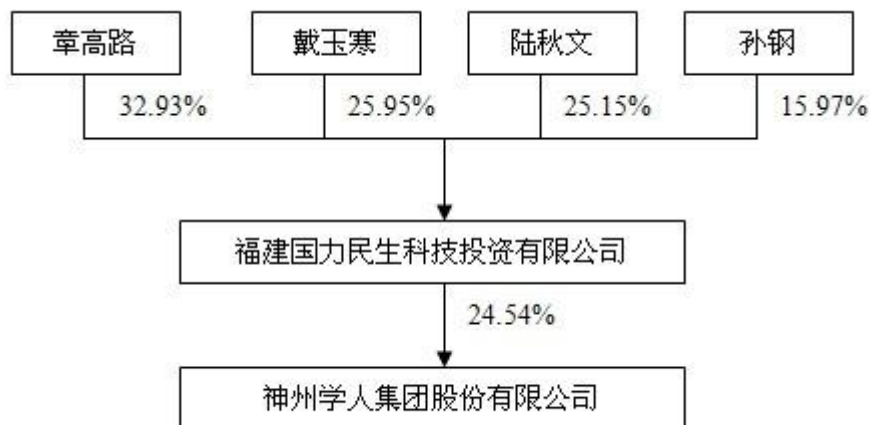 章高路 戴玉寒 陆秋文 孙钢
32.93% 25.95% 25.15% 15.97%
福建国力民生科技投资有限公司
24.54%
神州学人集团股份有限公司